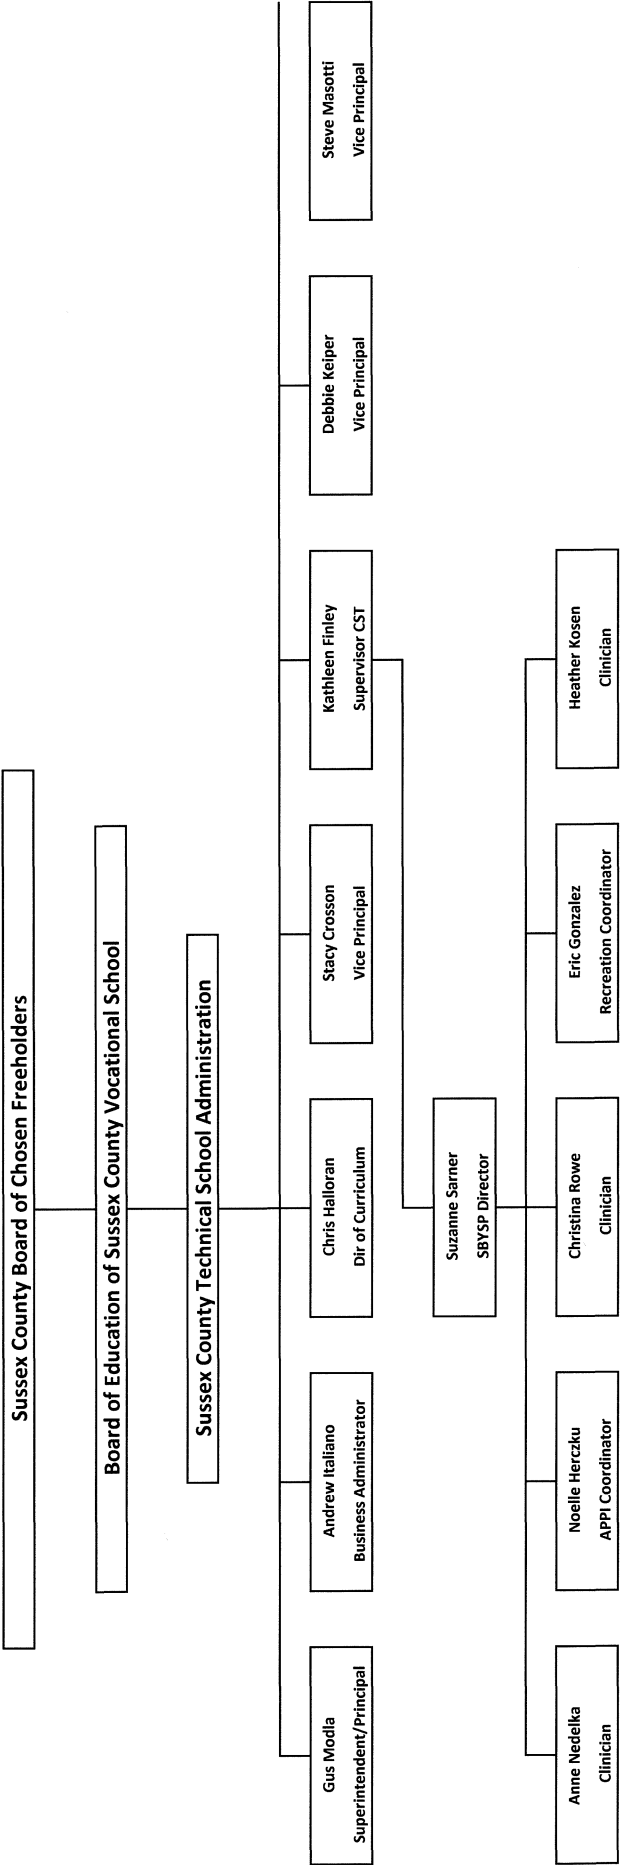 Sussex County Board of Chosen Freeholders
Board of Education of Sussex County Vocational School
Sussex County Technical School Administration
Gus Modla
Superintendent/Principal
Andrew Italiano
Business Administrator
Chris Halloran
Dir of Curriculum
Stacy Crosson
Vice Principal
Kathleen Finley
Supervisor CST
Debbie Keiper
Vice Principal
Steve Masotti
Vice Principal
Suzanne Sarner
SBYSP Director
Anne Nedelka
Clinician
Noelle Herczku
APPI Coordinator
Christina Rowe
Clinician
Eric Gonzalez
Recreation Coordinator
Heather Kosen
Clinician